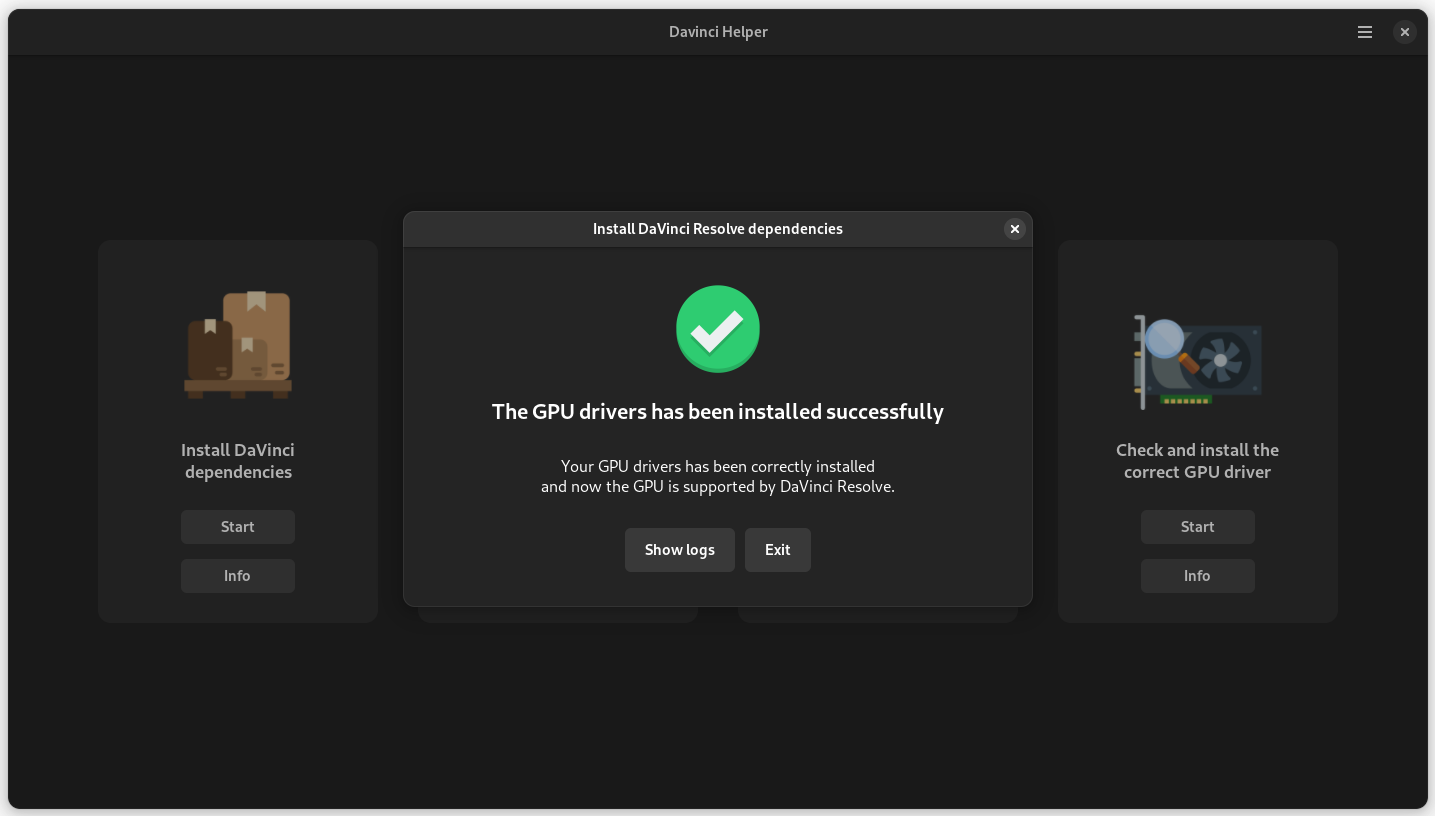 Davinci Helper
Install DaVinci Resolve dependencies
The GPU drivers has been installed successfully
Your GPU drivers has been correctly installed
and now the GPU is supported by DaVinci Resolve.
Show logs
Exit
Install DaVinci
dependencies
Start
Info
Check and install the
correct GPU driver
Start
Info